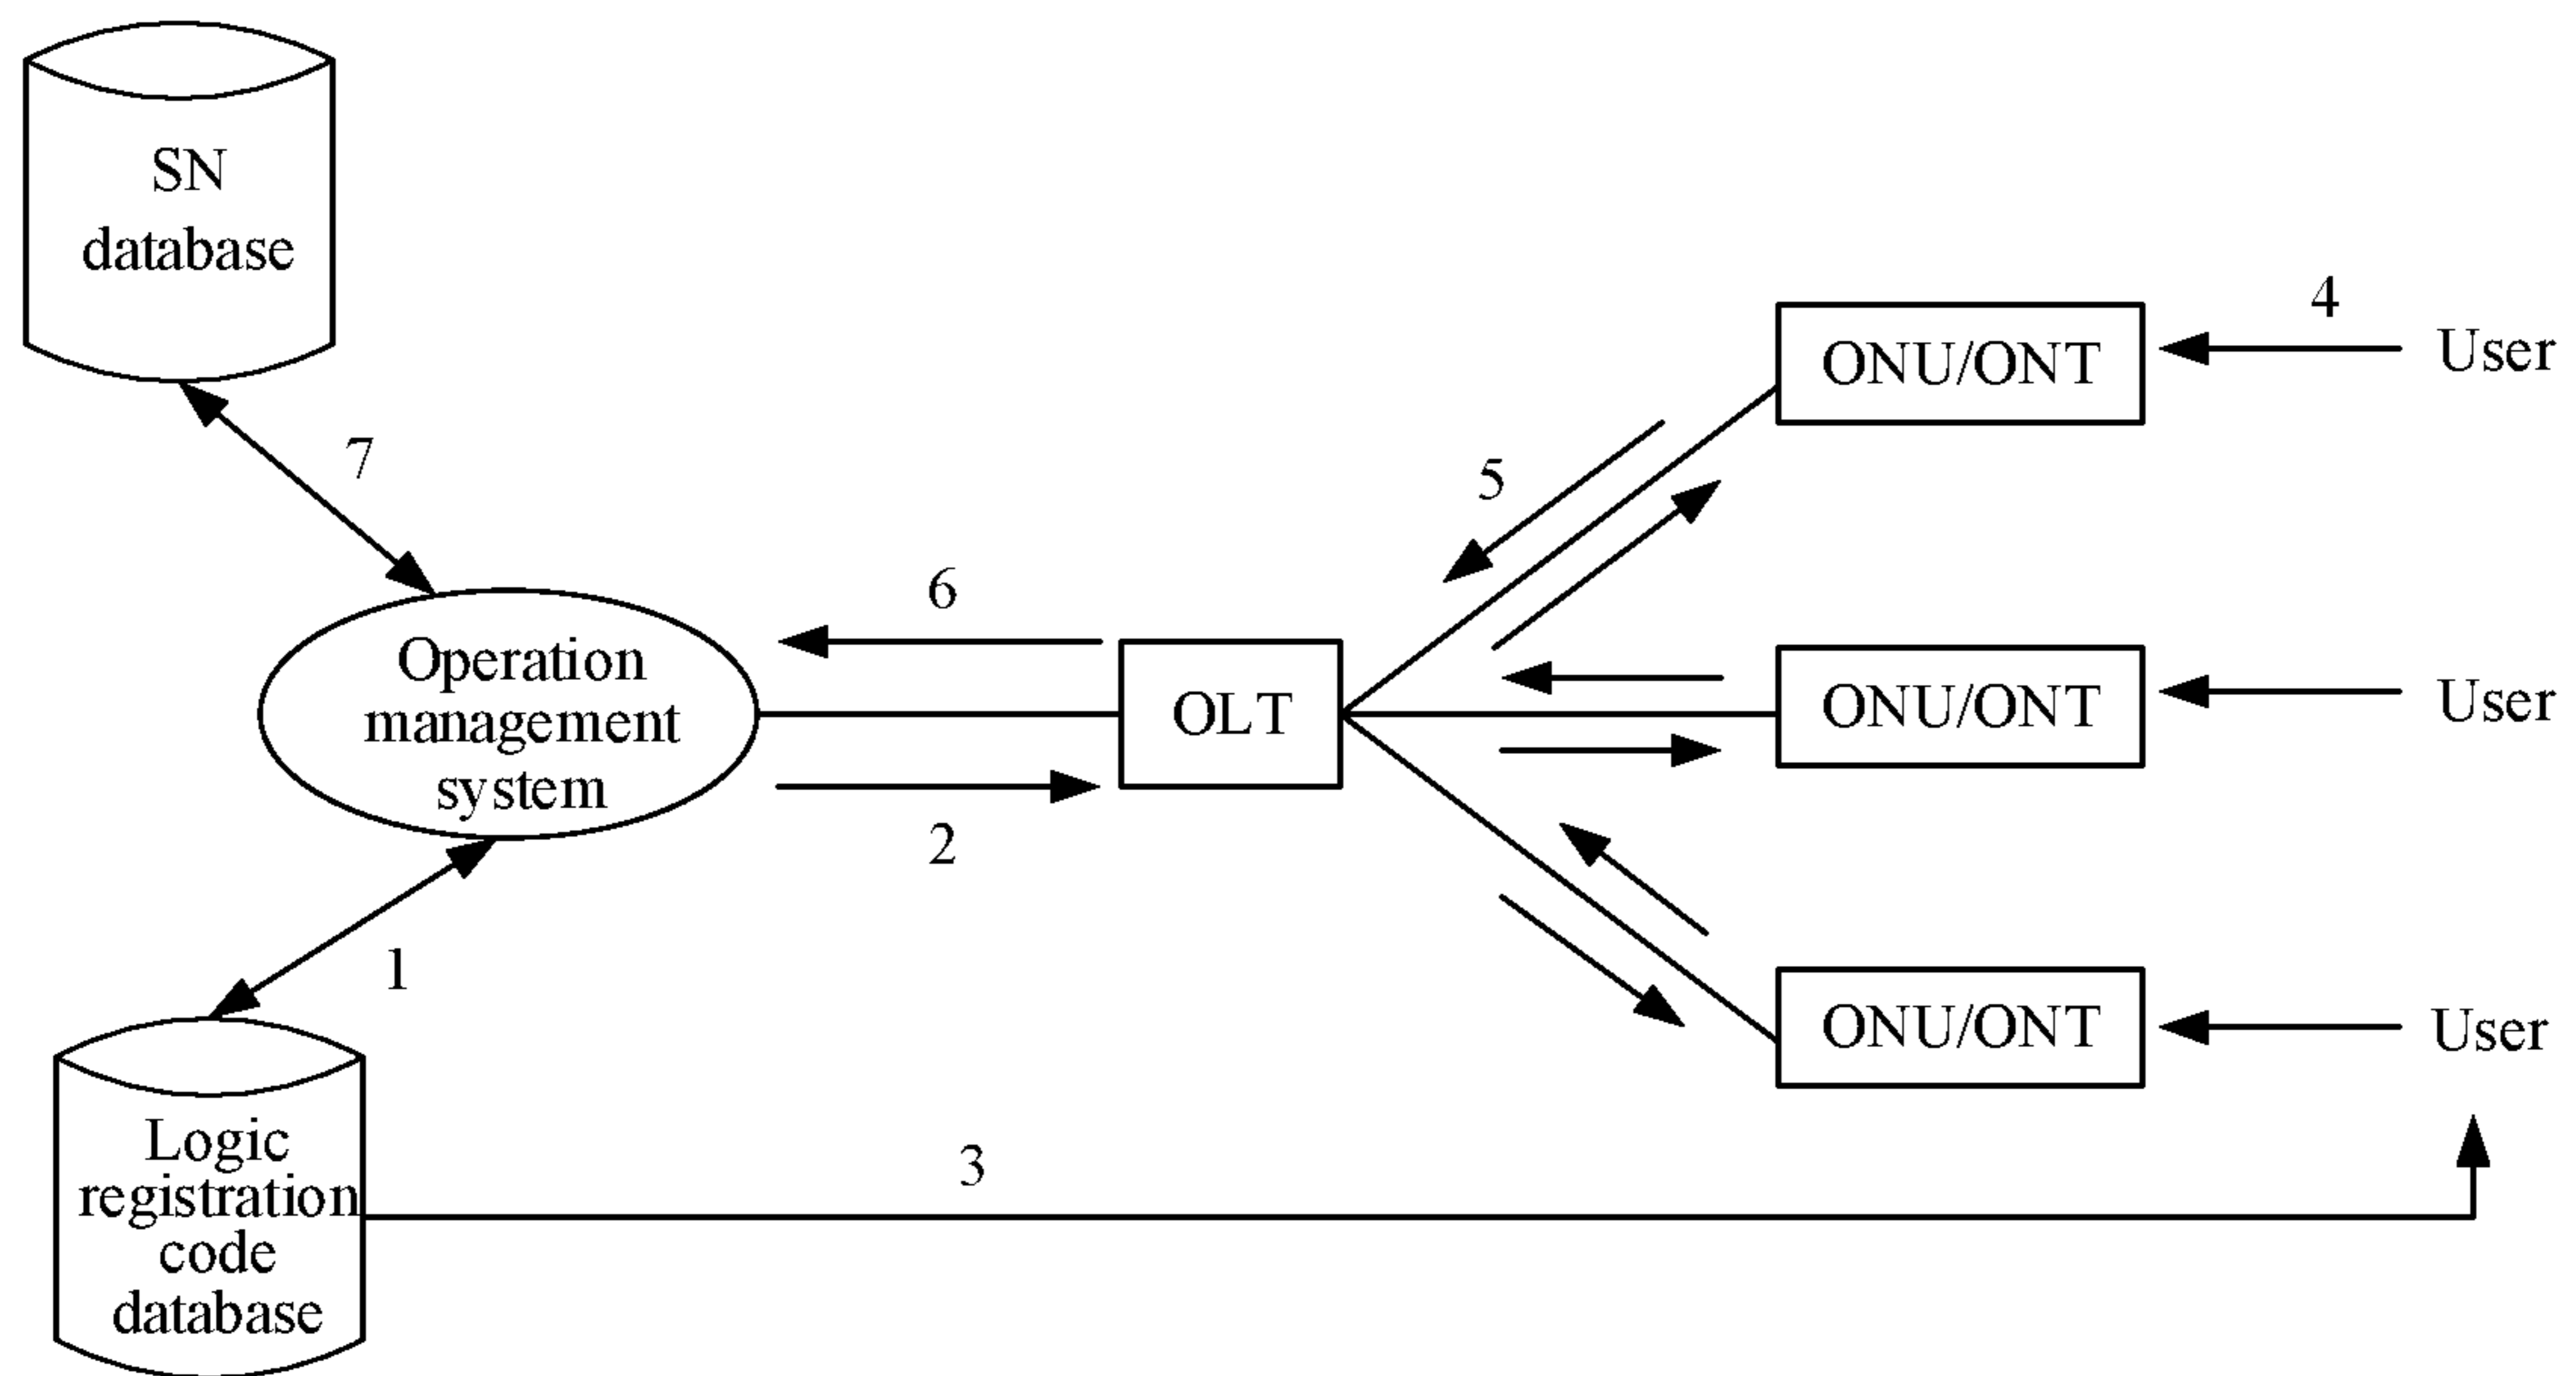 SN
database
4
ONU/ONT
User
7
5
6
Operation
management
system
OLT
ONU/ONT
User
2
1
ONU/ONT
User
Logic
registration
code
database
3